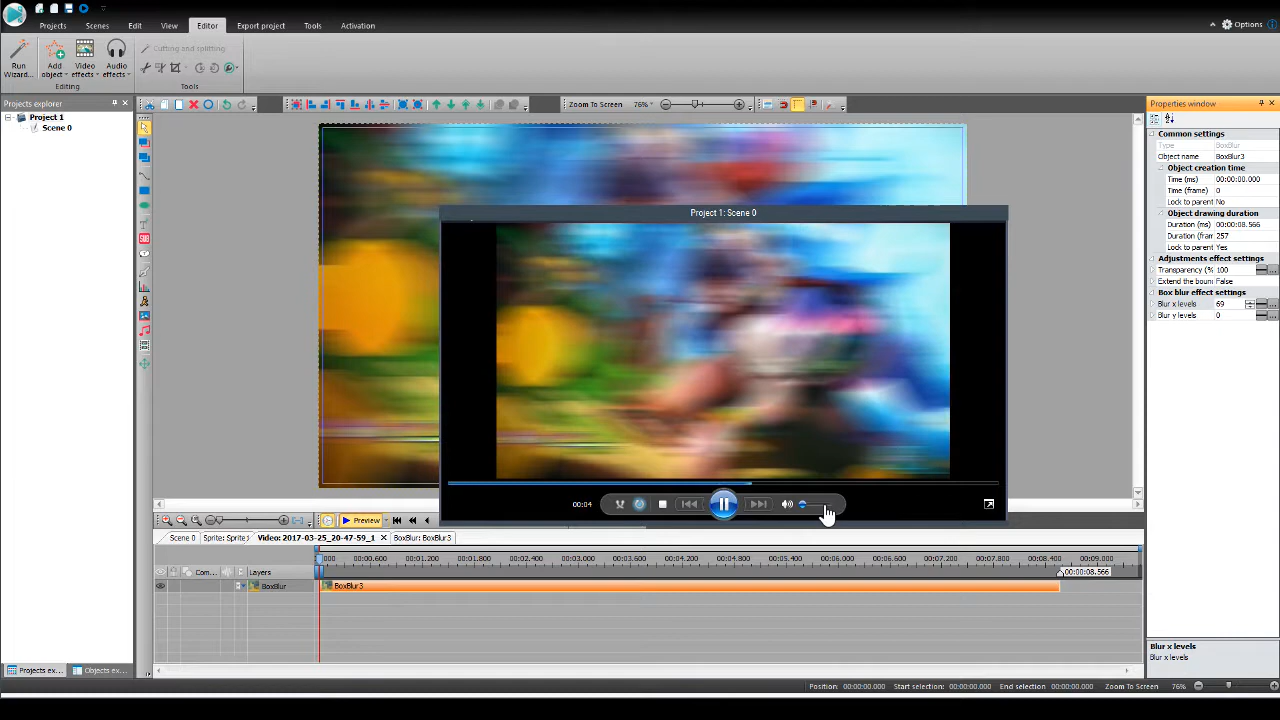 Projects Scenes Edit View Editor Export project Tools Activation Options
Run Wizard... Add object Video effects Audio effects Cutting and splitting
Editing Tools
Projects explorer
Project 1
Scene 0
Zoom To Screen 76%
Project 1: Scene 0
00:04
Properties window
Common settings
Type BoxBlur
Object name BoxBlur3
Object creation time
Time (ms) 00:00:00.000
Time (frame) 0
Lock to parent No
Object drawing duration
Duration (ms) 00:00:08.566
Duration (fram 257
Lock to parent Yes
Adjustments effect settings
Transparency (% 100
Extend the boun False
Box blur effect settings
Blur x levels 69
Blur y levels 0
Preview
Scene 0 Sprite: Sprite Video: 2017-03-25_20-47-59_1 BoxBlur: BoxBlur3
000 00:00.600 00:01.200 00:01.800 00:02.400 00:03.000 00:03.600 00:04.200 00:04.800 00:05.400 00:06.000 00:06.600 00:07.200 00:07.800 00:08.400 00:09.000
Com... Layers 00:00:08.566
BoxBlur BoxBlur3
Blur x levels
Blur x levels
Projects ex... Objects ex...
Position: 00:00:00.000 Start selection: 00:00:00.000 End selection: 00:00:00.000 Zoom To Screen 76%